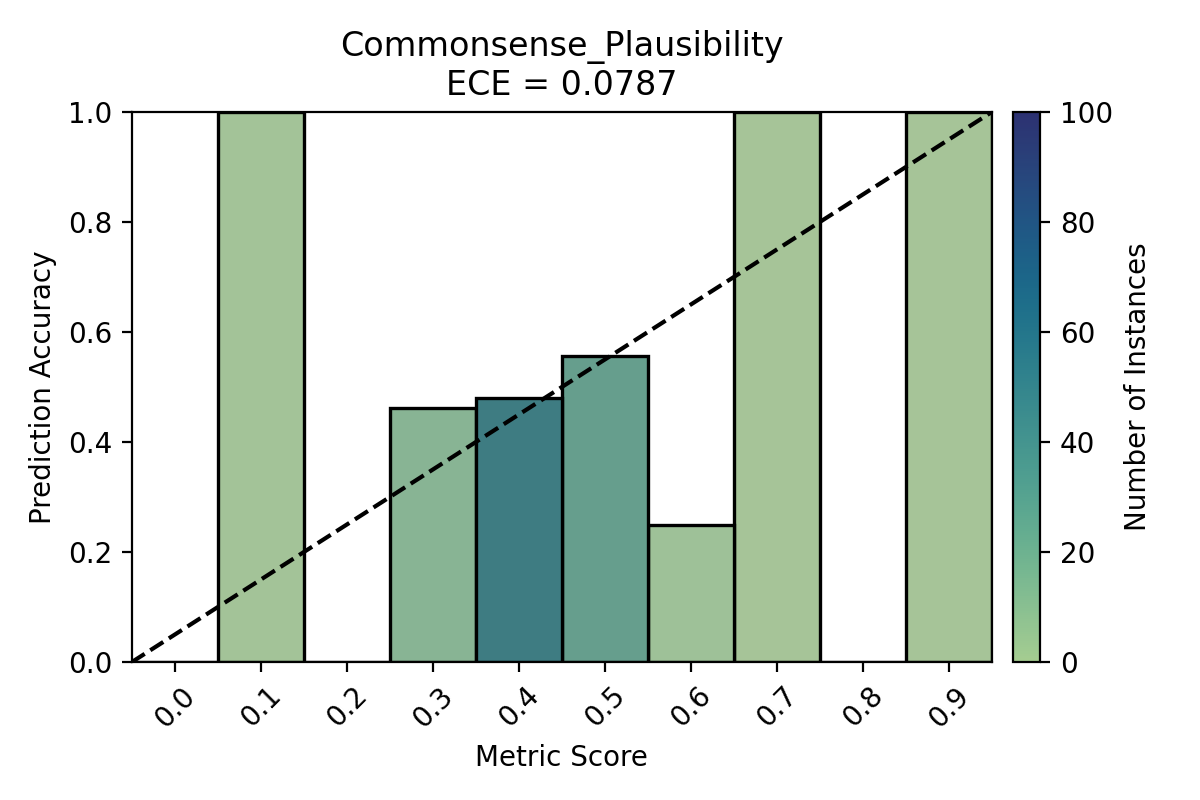 Commonsense_Plausibility
ECE = 0.0787
Prediction Accuracy
1.0
0.8
0.6
0.4
0.2
0.0
0.0 0.1 0.2 0.3 0.4 0.5 0.6 0.7 0.8 0.9
Metric Score
100
80
60
40
20
0
Number of Instances